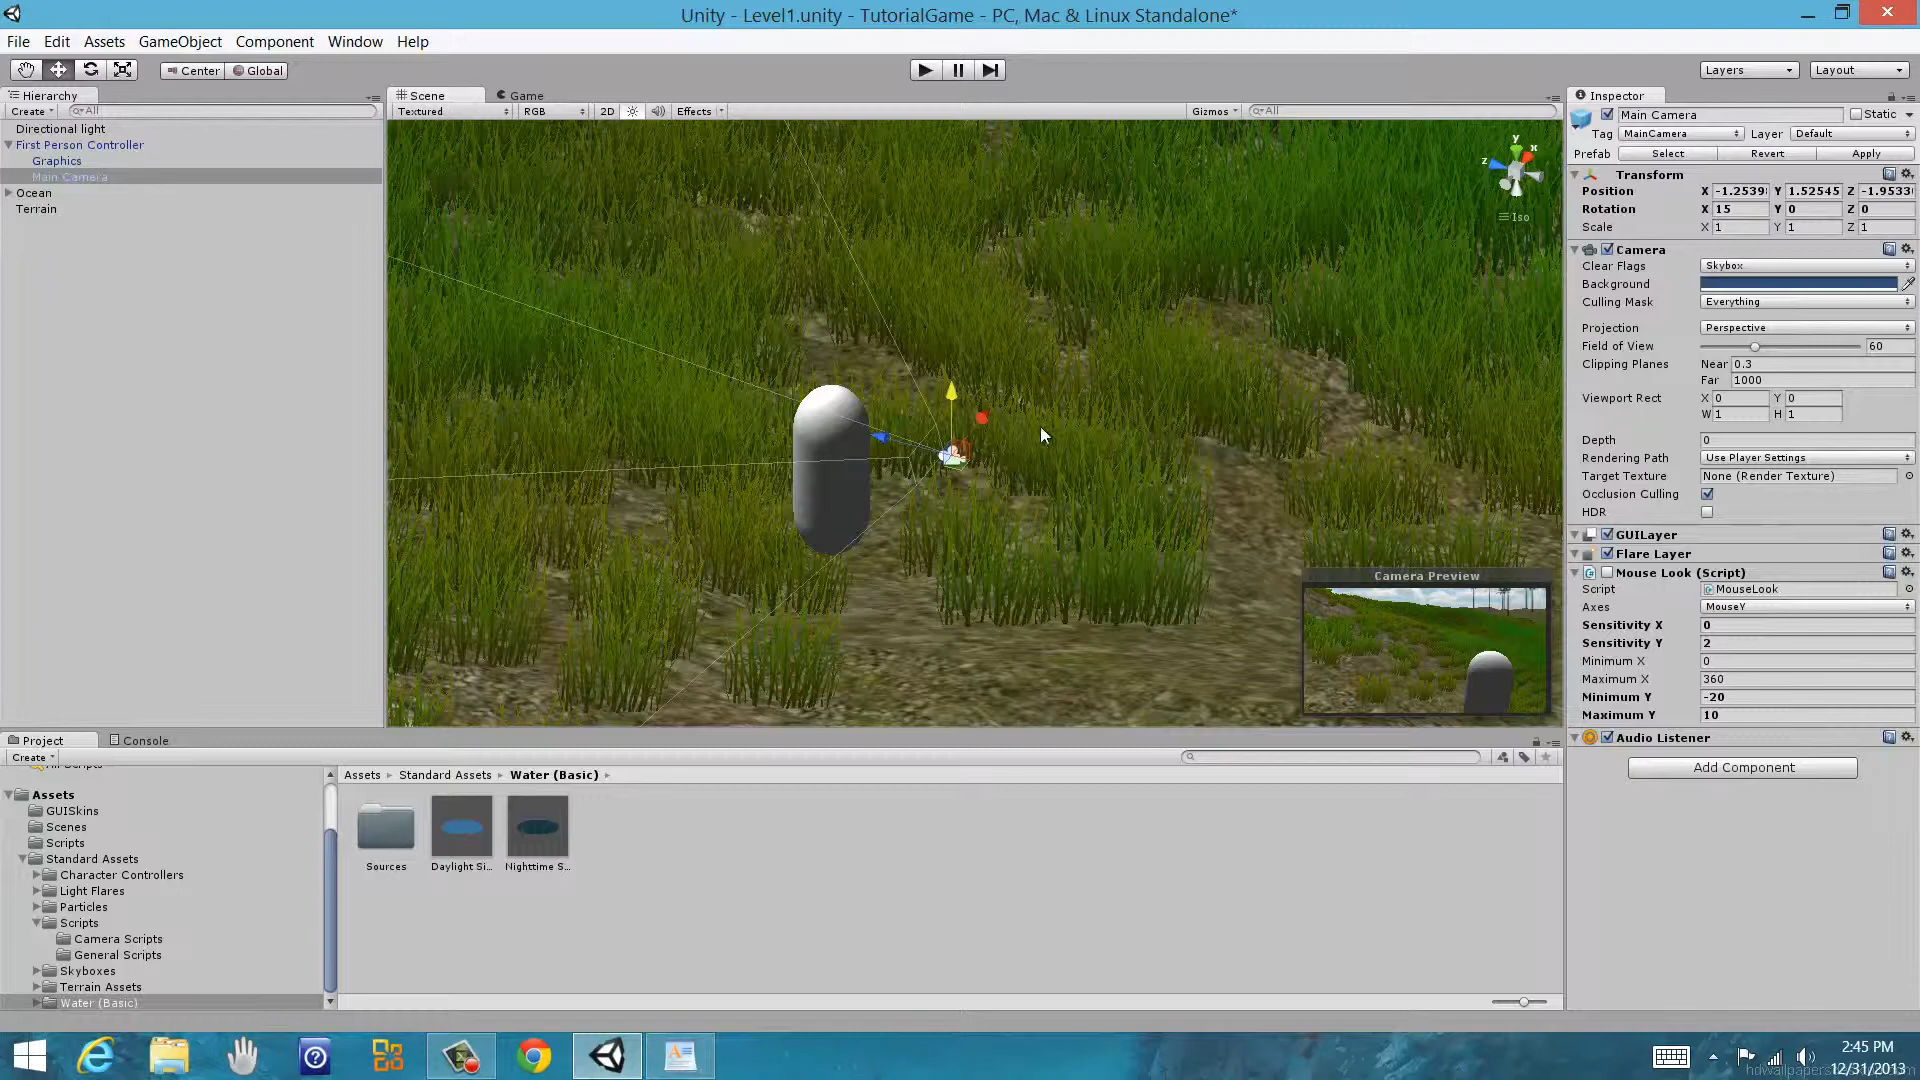 Unity - Level1.unity - TutorialGame - PC, Mac & Linux Standalone*
File Edit Assets GameObject Component Window Help
Center Global
Layers Layout
Hierarchy
Create All
Directional light
First Person Controller
Graphics
Main Camera
Ocean
Terrain
Scene Game
Textured RGB 2D Effects Gizmos All
y
x
z
Iso
Camera Preview
Inspector
Main Camera Static
Tag MainCamera Layer Default
Prefab Select Revert Apply
Transform
Position X -1.2539 Y 1.52545 Z -1.9533
Rotation X 15 Y 0 Z 0
Scale X 1 Y 1 Z 1
Camera
Clear Flags Skybox
Background
Culling Mask Everything
Projection Perspective
Field of View 60
Clipping Planes Near 0.3
Far 1000
Viewport Rect X 0 Y 0
W 1 H 1
Depth 0
Rendering Path Use Player Settings
Target Texture None (Render Texture)
Occlusion Culling
HDR
GUILayer
Flare Layer
Mouse Look (Script)
Script MouseLook
Axes MouseY
Sensitivity X 0
Sensitivity Y 2
Minimum X 0
Maximum X 360
Minimum Y -20
Maximum Y 10
Audio Listener
Add Component
Project Console
Create
Assets
GUISkins
Scenes
Scripts
Standard Assets
Character Controllers
Light Flares
Particles
Scripts
Camera Scripts
General Scripts
Skyboxes
Terrain Assets
Water (Basic)
Assets Standard Assets Water (Basic)
Sources Daylight Si... Nighttime S...
2:45 PM
12/31/2013